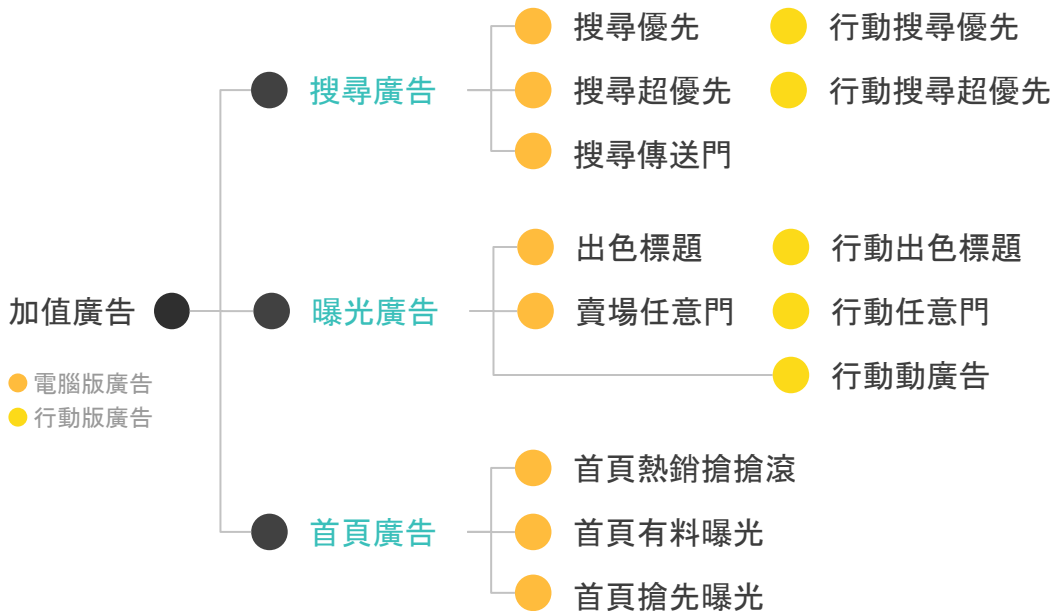 搜尋優先
行動搜尋優先
搜尋廣告
搜尋超優先
行動搜尋超優先
搜尋傳送門
出色標題
行動出色標題
加值廣告
曝光廣告
賣場任意門
行動任意門
行動動廣告
電腦版廣告
行動版廣告
首頁熱銷搶搶滾
首頁廣告
首頁有料曝光
首頁搶先曝光